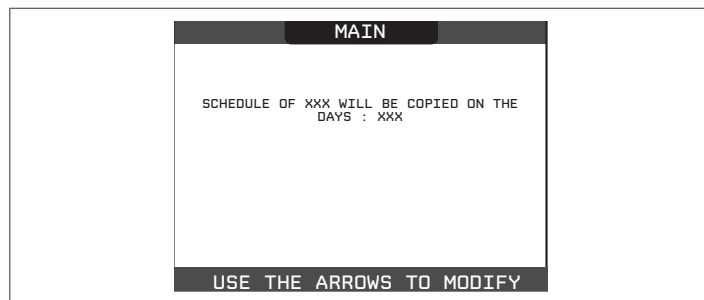 MAIN
SCHEDULE OF XXX WILL BE COPIED ON THE
DAYS : XXX
USE THE ARROWS TO MODIFY